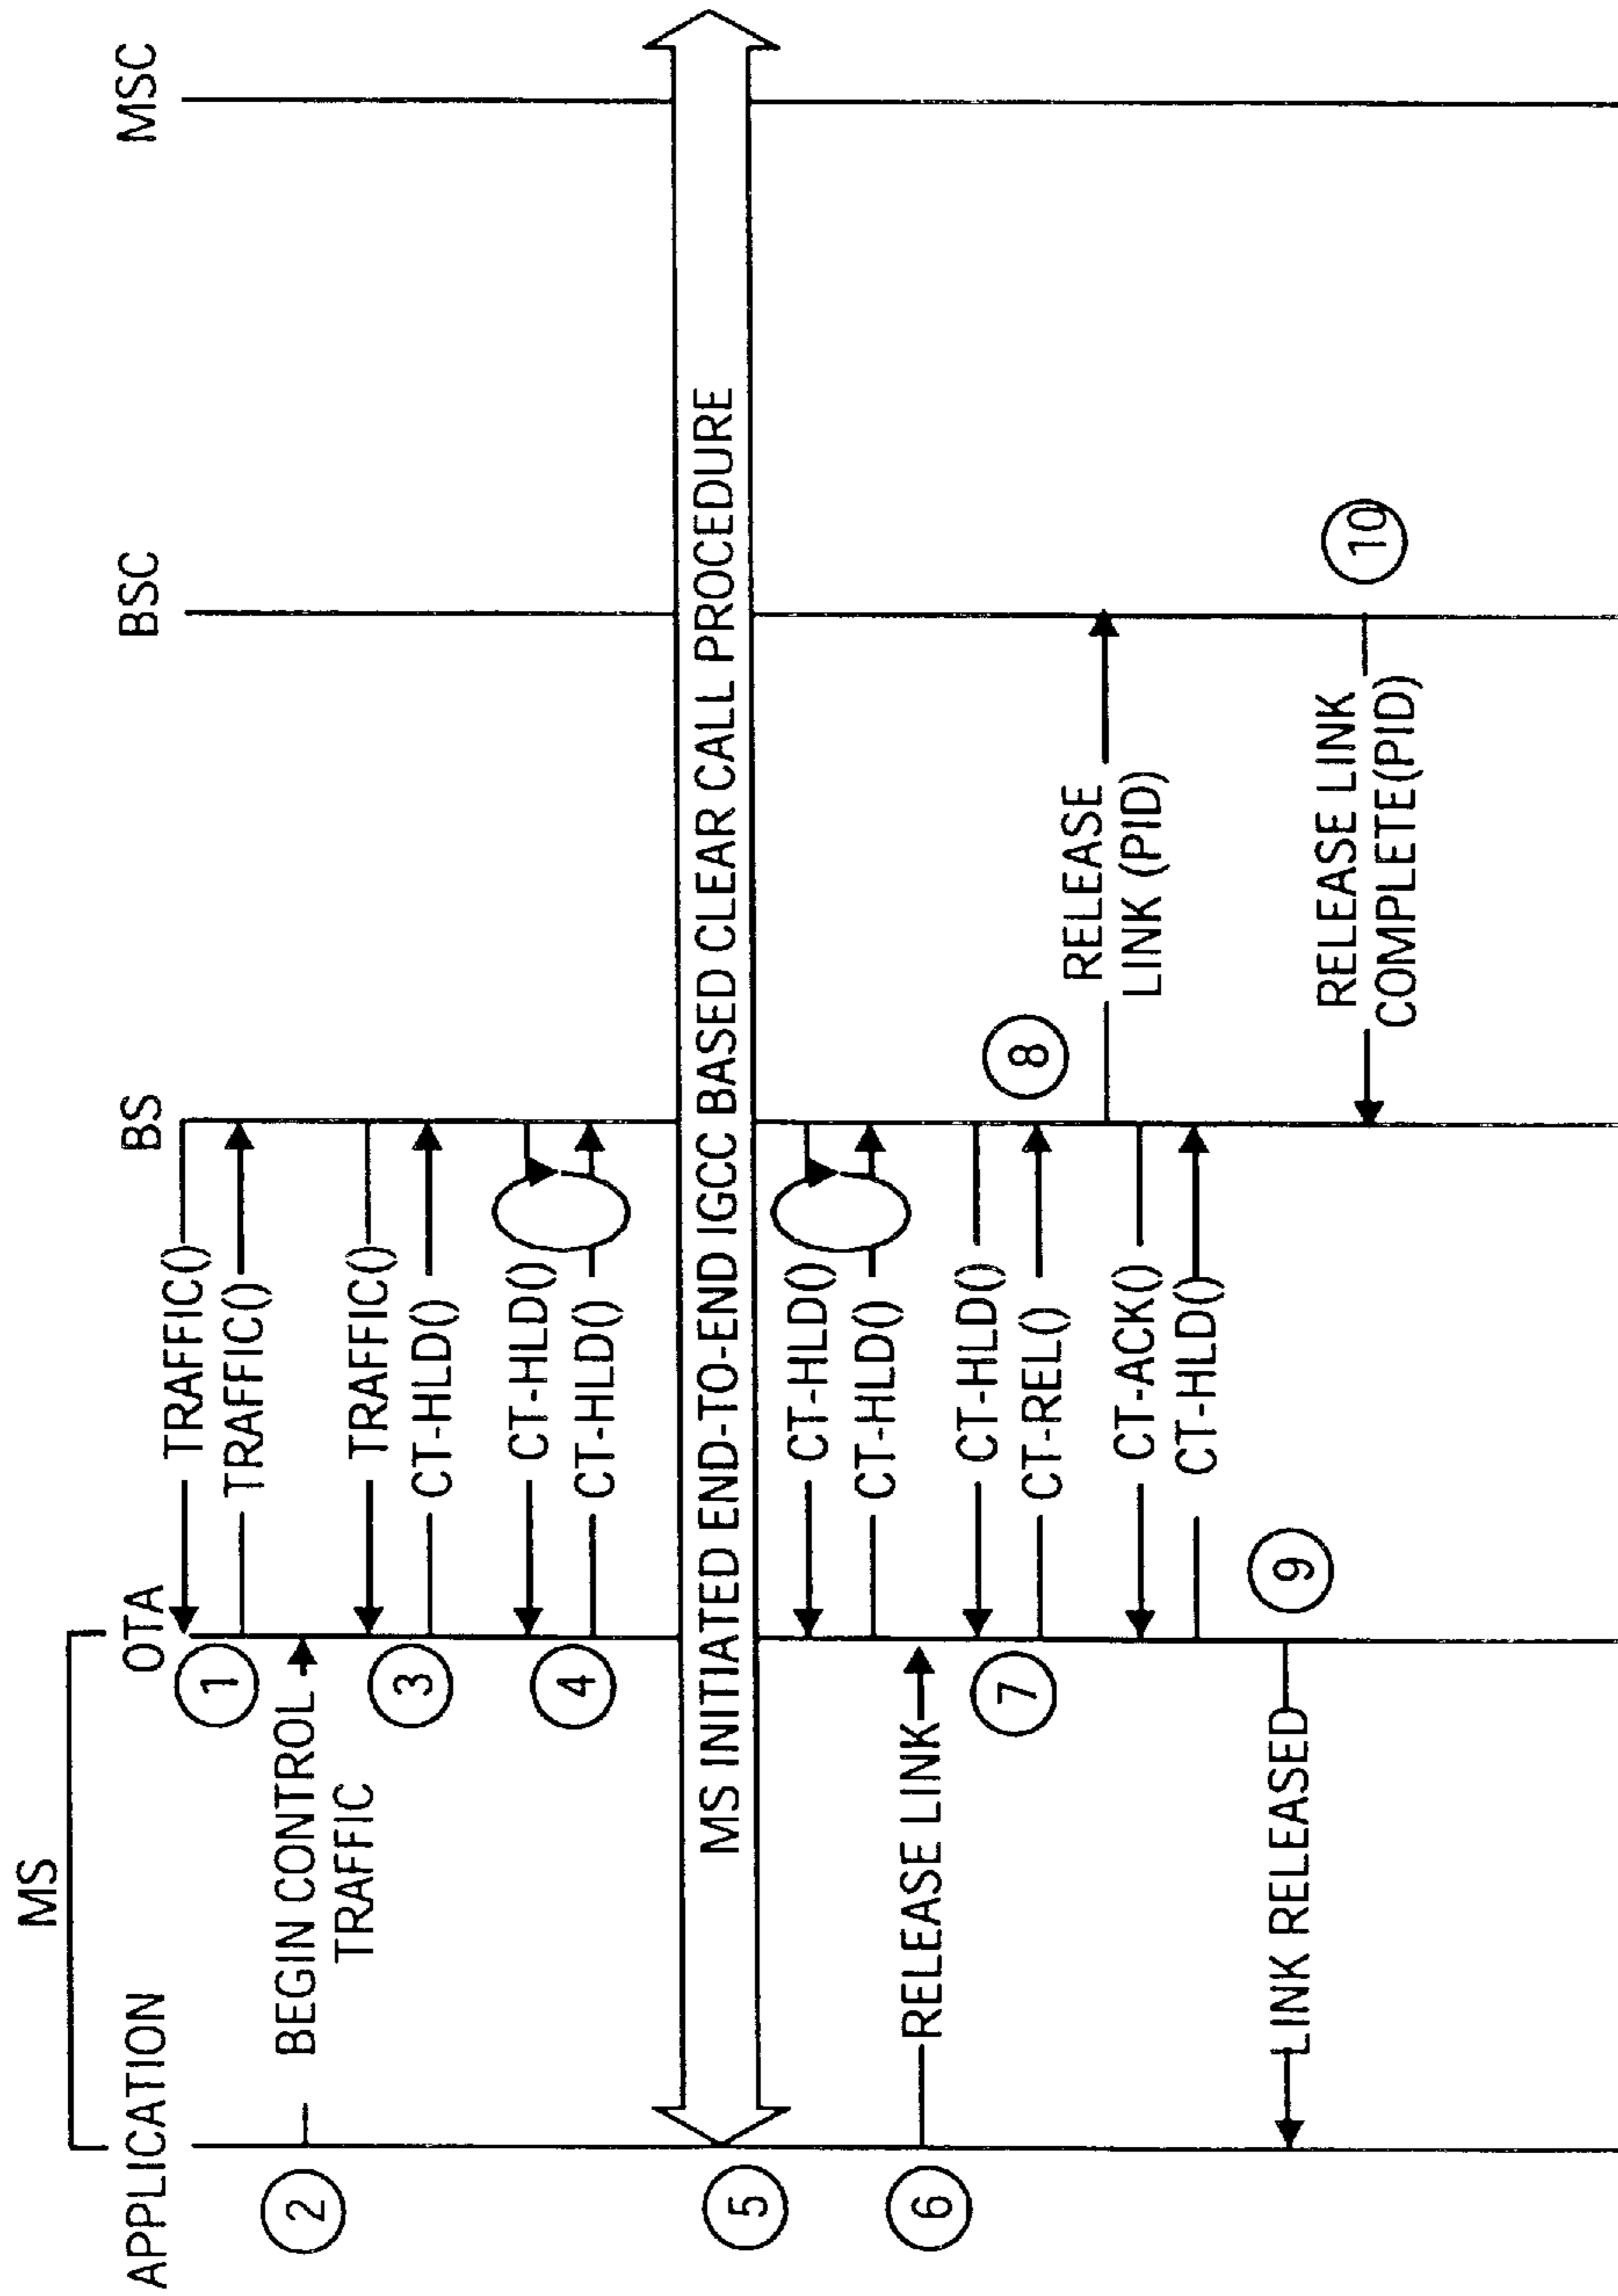 MS
APPLICATION
OTA
BS
BSC
MSC
1
TRAFFIC()
TRAFFIC()
2
BEGIN CONTROL
TRAFFIC
3
TRAFFIC()
CT-HLD()
4
CT-HLD()
CT-HLD()
5
MS INITIATED END-TO-END IGCC BASED CLEAR CALL PROCEDURE
CT-HLD()
CT-HLD()
6
RELEASE LINK
7
CT-HLD()
CT-REL()
8
RELEASE
LINK (PID)
CT-ACK()
CT-HLD()
9
LINK RELEASED
10
RELEASE LINK
COMPLETE(PID)